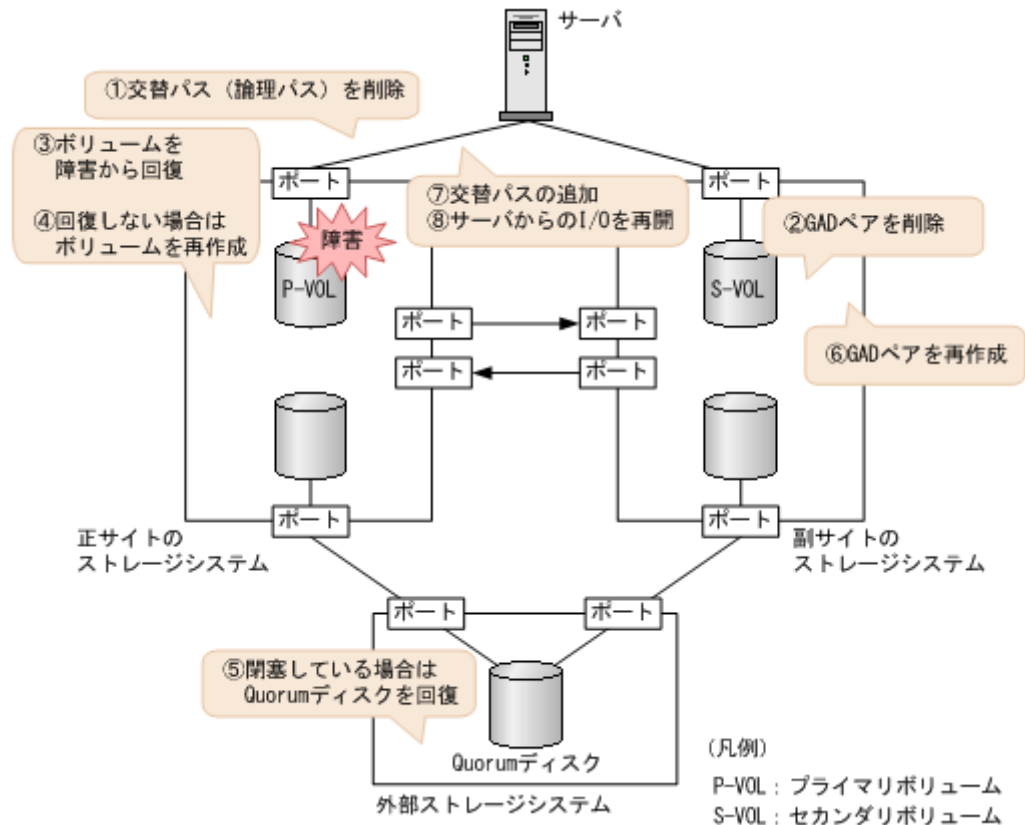 サーバ
①交替パス（論理パス）を削除
③ボリュームを
障害から回復
④回復しない場合は
ボリュームを再作成
ポート
ポート
⑦交替パスの追加
⑧サーバからのI/Oを再開
②GADペアを削除
障害
P-VOL
S-VOL
ポート
ポート
⑥GADペアを再作成
ポート
ポート
ポート
ポート
正サイトの
ストレージシステム
副サイトの
ストレージシステム
ポート
ポート
⑤閉塞している場合は
Quorumディスクを回復
Quorumディスク
外部ストレージシステム
(凡例)
P-VOL：プライマリボリューム
S-VOL：セカンダリボリューム